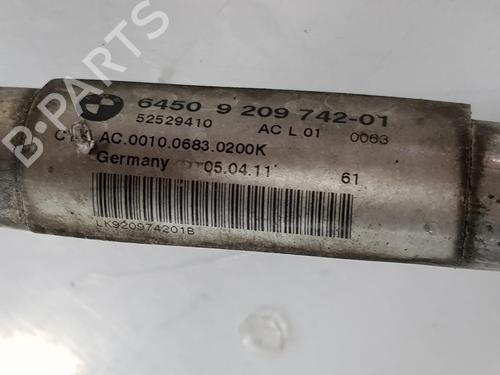 6450 9 209 742-01
52529410 AC L 01 0063
AC.0010.0683.0200K
Germany 05.04.11 61
LK920974201B
B-PARTS